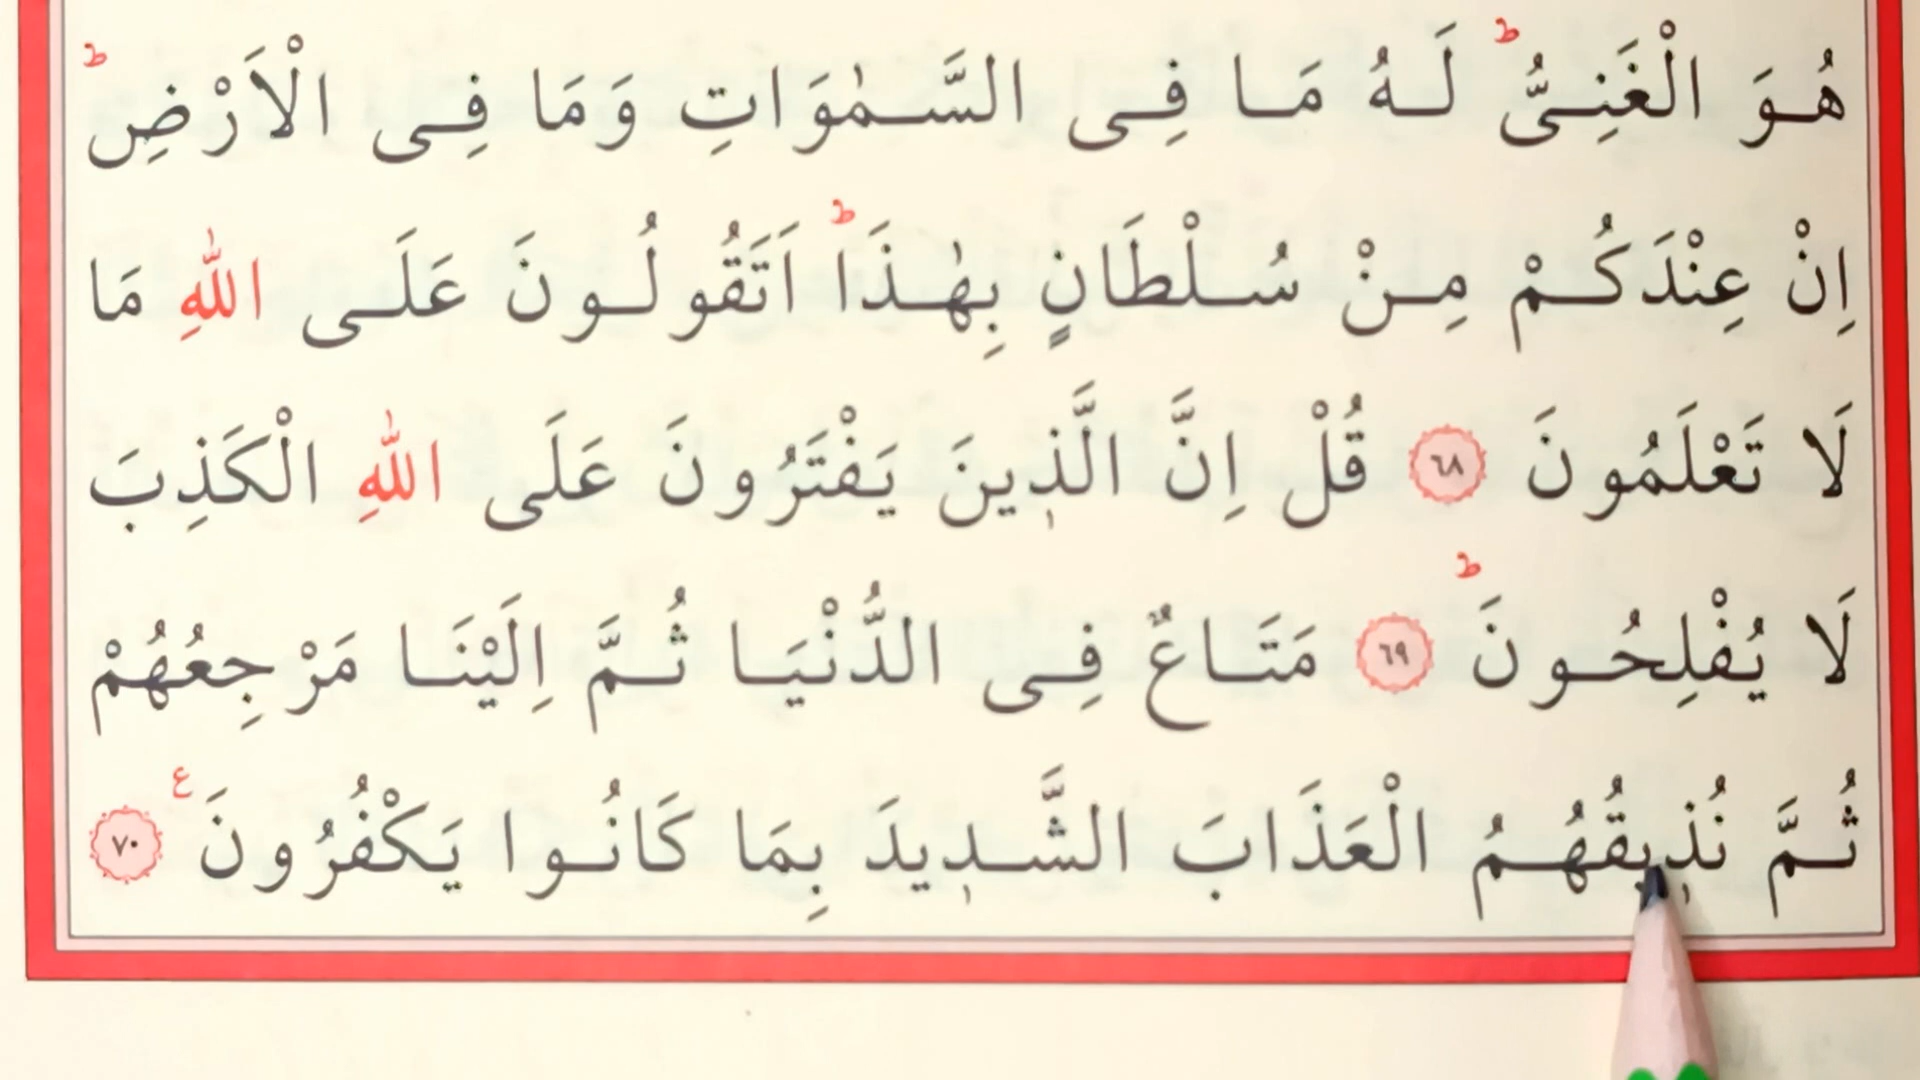 هُوَ الْغَنِىُّ ط لَهُ مَا فِى السَّمٰوَاتِ وَمَا فِى الْاَرْضِ ط
اِنْ عِنْدَكُمْ مِنْ سُلْطَانٍ بِهٰذَا ط اَتَقُولُونَ عَلَى اللّٰهِ مَا
لَا تَعْلَمُونَ ٦٨ قُلْ اِنَّ الَّذ۪ينَ يَفْتَرُونَ عَلَى اللّٰهِ الْكَذِبَ
لَا يُفْلِحُونَ ط ٦٩ مَتَاعٌ فِى الدُّنْيَا ثُمَّ اِلَيْنَا مَرْجِعُهُمْ
ثُمَّ نُذ۪يقُهُمُ الْعَذَابَ الشَّد۪يدَ بِمَا كَانُوا يَكْفُرُونَ ع ٧٠